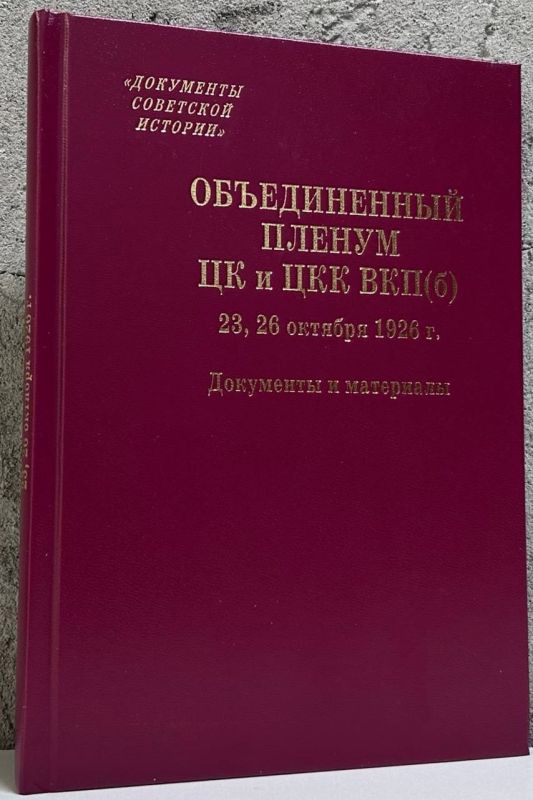 «ДОКУМЕНТЫ
СОВЕТСКОЙ
ИСТОРИИ»
ОБЪЕДИНЕННЫЙ
ПЛЕНУМ
ЦК и ЦКК ВКП(б)
23, 26 октября 1926 г.
Документы и материалы